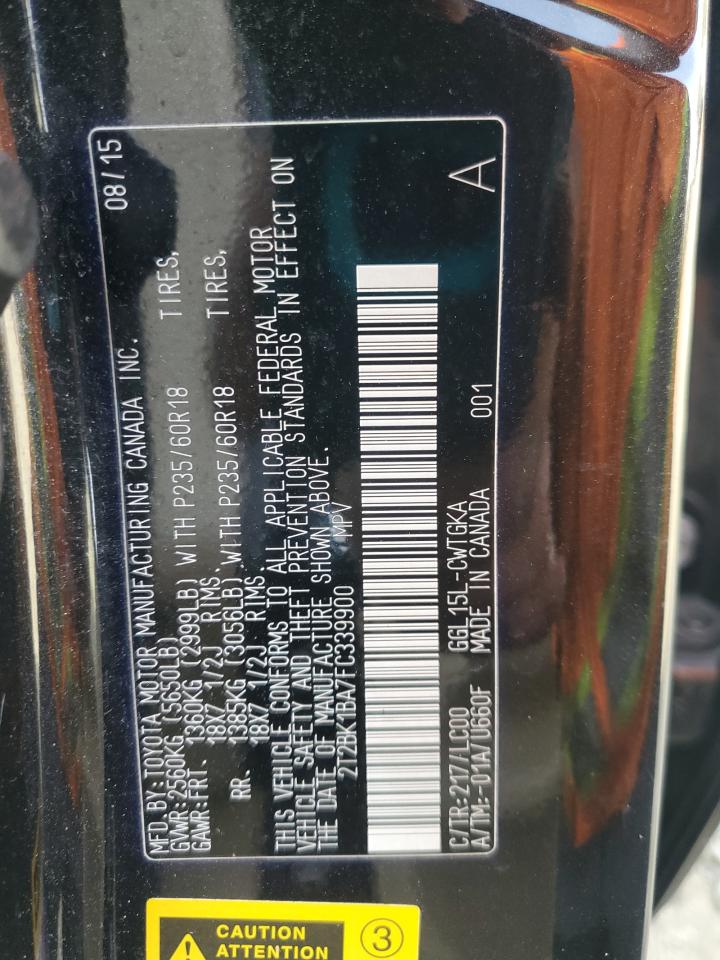 MFD.BY:TOYOTA MOTOR MANUFACTURING CANADA INC. 08/15
GVWR:2560KG (5650LB)
GAWR:FRT. 1360KG (2999LB) WITH P235/60R18 TIRES,
18X7 1/2J RIMS.
RR. 1385KG (3056LB) WITH P235/60R18 TIRES,
18X7 1/2J RIMS.
THIS VEHICLE CONFORMS TO ALL APPLICABLE FEDERAL MOTOR
VEHICLE SAFETY AND THEFT PREVENTION STANDARDS IN EFFECT ON
THE DATE OF MANUFACTURE SHOWN ABOVE.
2T2BK1BA7FC339900 MPV
C/TR:217/LC00 GGL15L-CWTGKA
A/TM:-01A/U660F MADE IN CANADA 001 A
CAUTION
ATTENTION
3